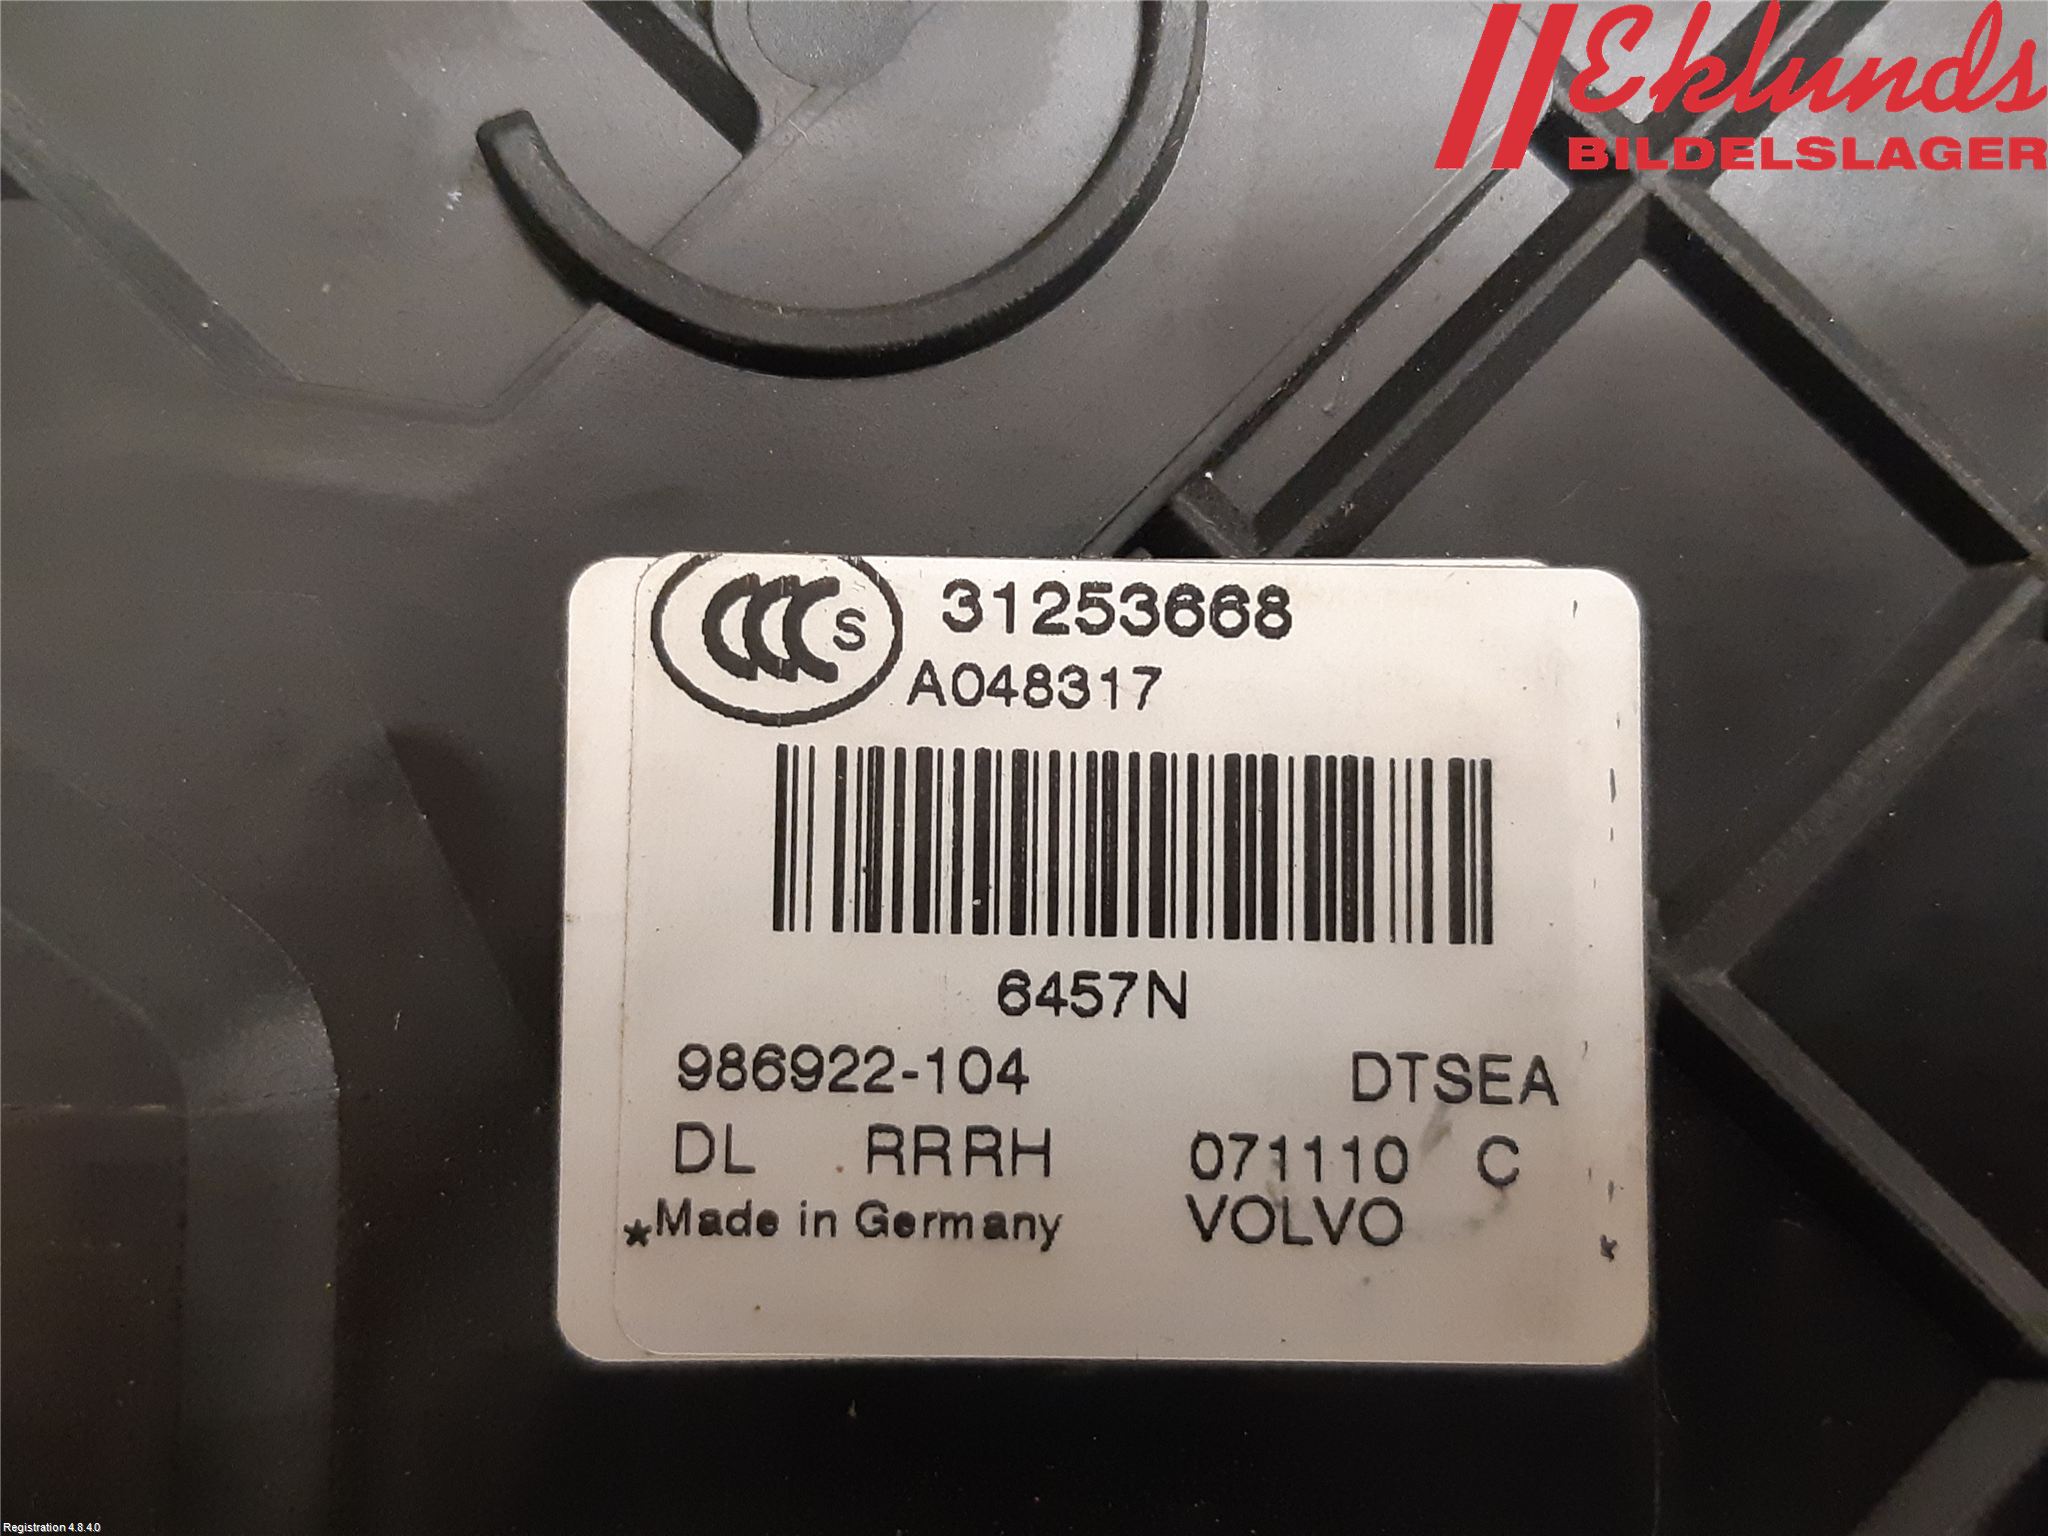 Eklunds
BILDELSLAGER
CCC S 31253668
A048317
6457N
986922-104 DTSEA
DL RRRH 071110 C
*Made in Germany VOLVO *
Registration 4.8.4.0